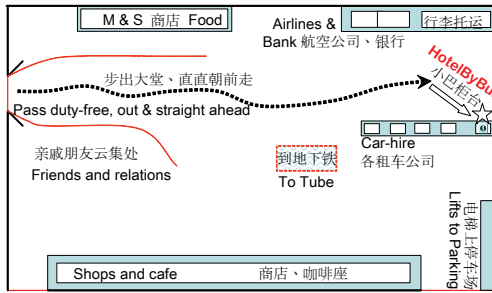 M & S 商店 Food
Airlines &
Bank 航空公司、银行
行李托运
步出大堂、直直朝前走
Pass duty-free, out & straight ahead
HotelByBu
小巴柜台
Car-hire
各租车公司
亲戚朋友云集处
Friends and relations
到地下铁
To Tube
电梯上停车场
Lifts to Parking
Shops and cafe 商店、咖啡座